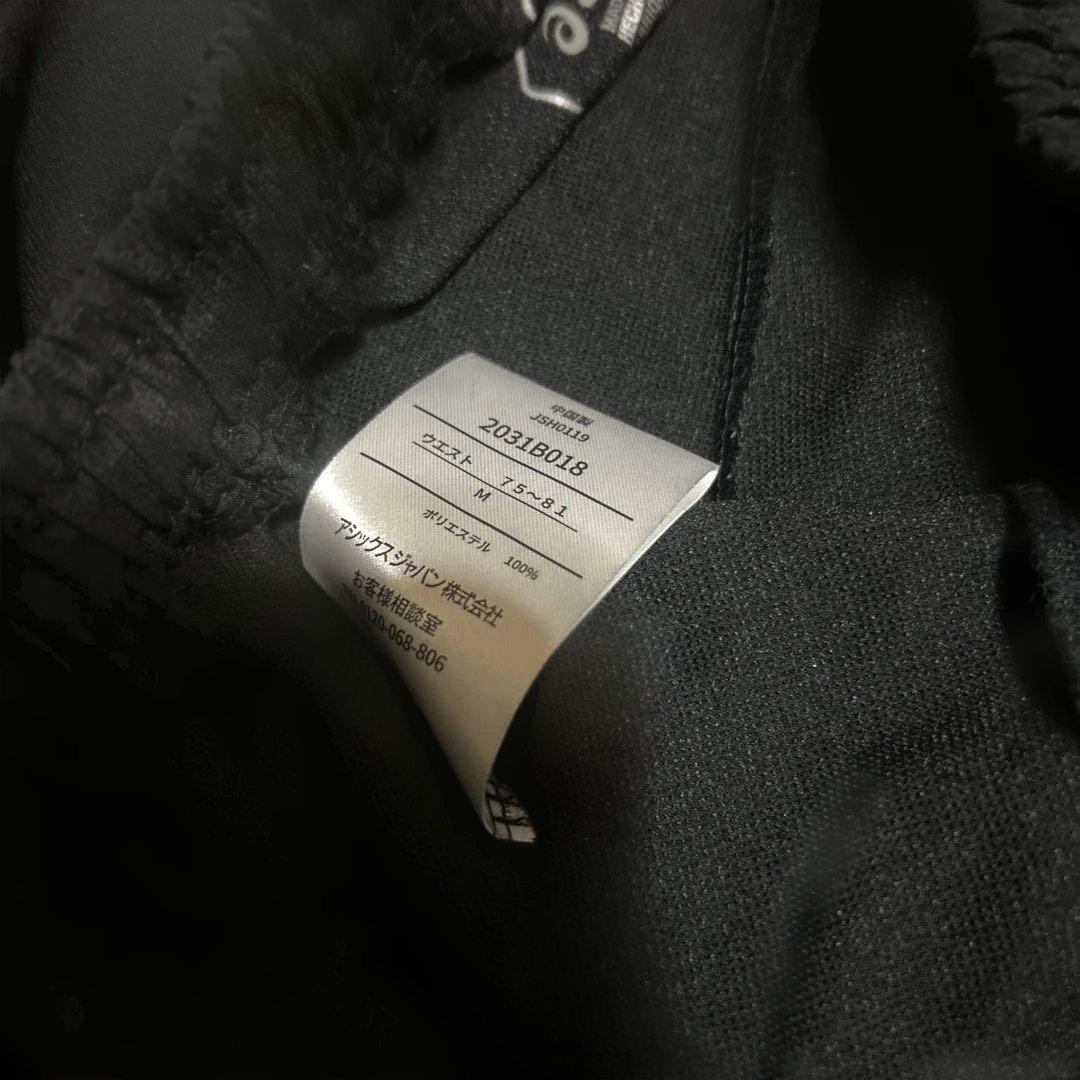 中国製
JSH0119
2031B018
ウエスト 75～81
M
ポリエステル 100%
アシックスジャパン株式会社
お客様相談室
0120-068-806